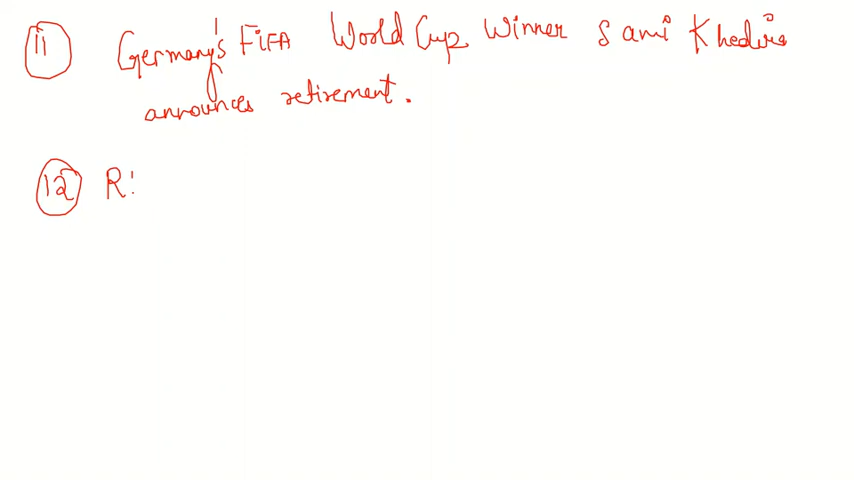 11 Germany's FiFA World Cup Winner Sami Khedira
announces retirement.
12 R